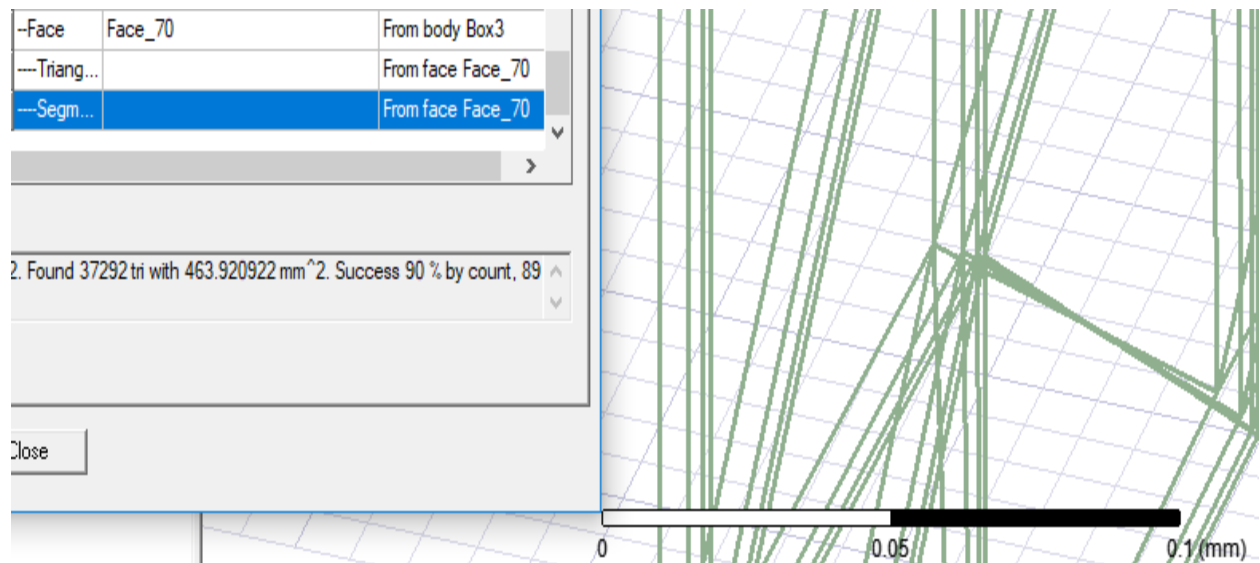 --Face Face_70 From body Box3
----Triang... From face Face_70
----Segm... From face Face_70
2. Found 37292 tri with 463.920922 mm^2. Success 90 % by count, 89
Close
0 0.05 0.1 (mm)